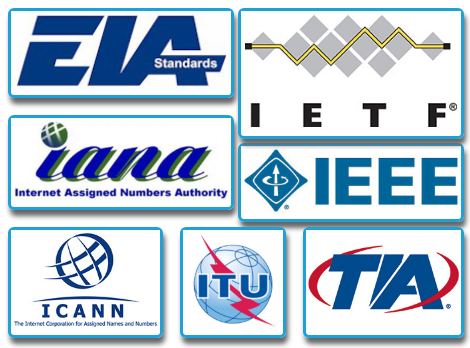 EIA
Standards
IETF®
iana
Internet Assigned Numbers Authority
IEEE
®
ICANN
The Internet Corporation for Assigned Names and Numbers
ITU
TIA®